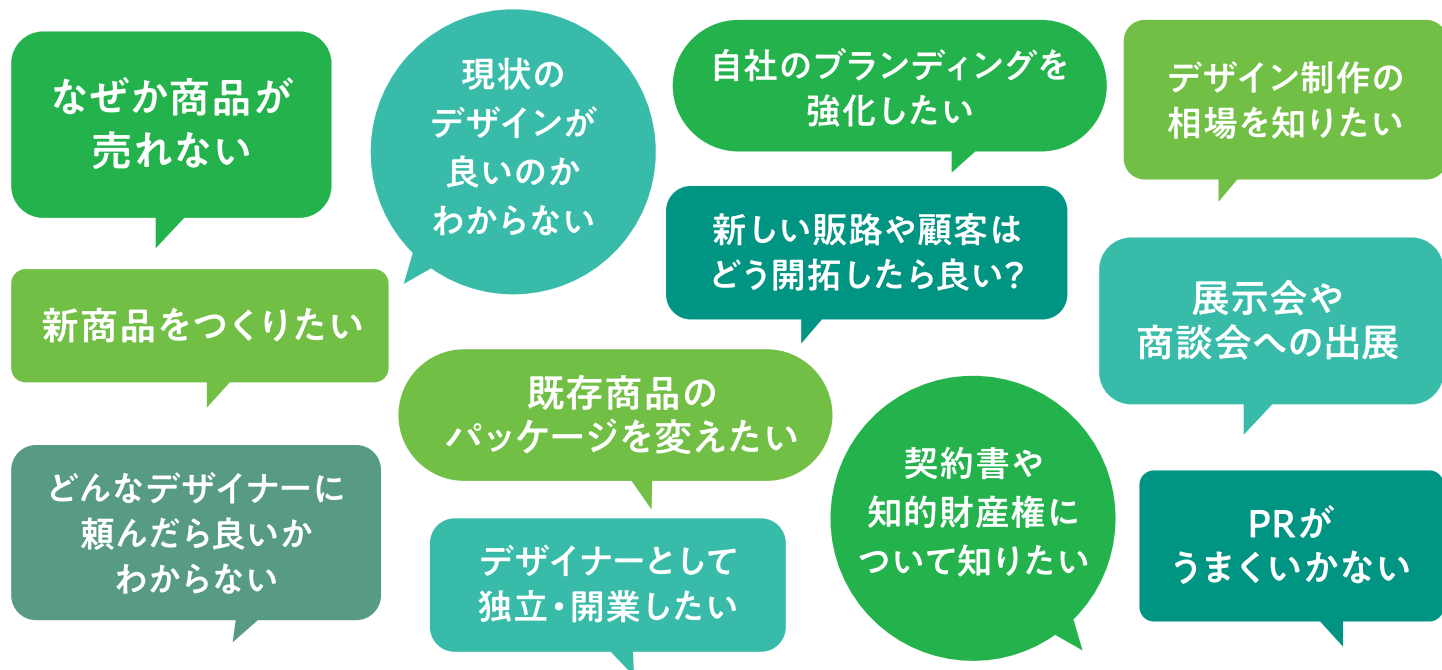 なぜか商品が
売れない
現状の
デザインが
良いのか
わからない
自社のブランディングを
強化したい
デザイン制作の
相場を知りたい
新しい販路や顧客は
どう開拓したら良い?
新商品をつくりたい
展示会や
商談会への出展
既存商品の
パッケージを変えたい
どんなデザイナーに
頼んだら良いか
わからない
契約書や
知的財産権に
ついて知りたい
デザイナーとして
独立・開業したい
PRが
うまくいかない